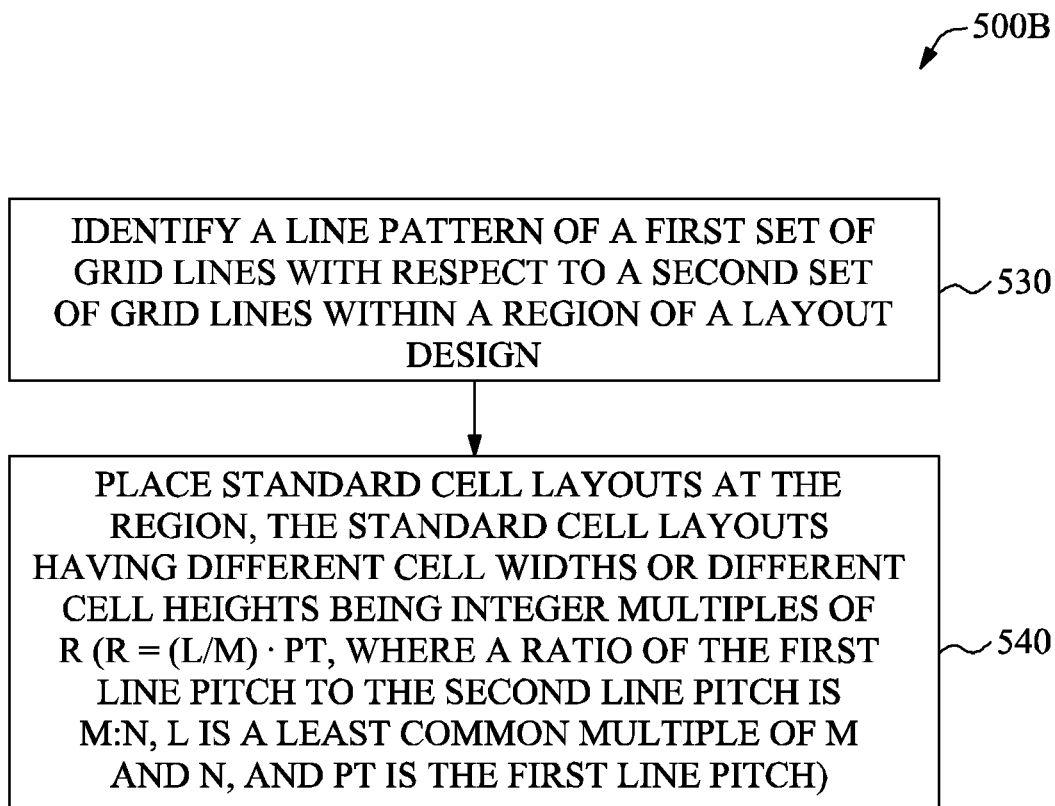 500B
IDENTIFY A LINE PATTERN OF A FIRST SET OF
GRID LINES WITH RESPECT TO A SECOND SET
OF GRID LINES WITHIN A REGION OF A LAYOUT
DESIGN
530
PLACE STANDARD CELL LAYOUTS AT THE
REGION, THE STANDARD CELL LAYOUTS
HAVING DIFFERENT CELL WIDTHS OR DIFFERENT
CELL HEIGHTS BEING INTEGER MULTIPLES OF
R (R = (L/M) · PT, WHERE A RATIO OF THE FIRST
LINE PITCH TO THE SECOND LINE PITCH IS
M:N, L IS A LEAST COMMON MULTIPLE OF M
AND N, AND PT IS THE FIRST LINE PITCH)
540